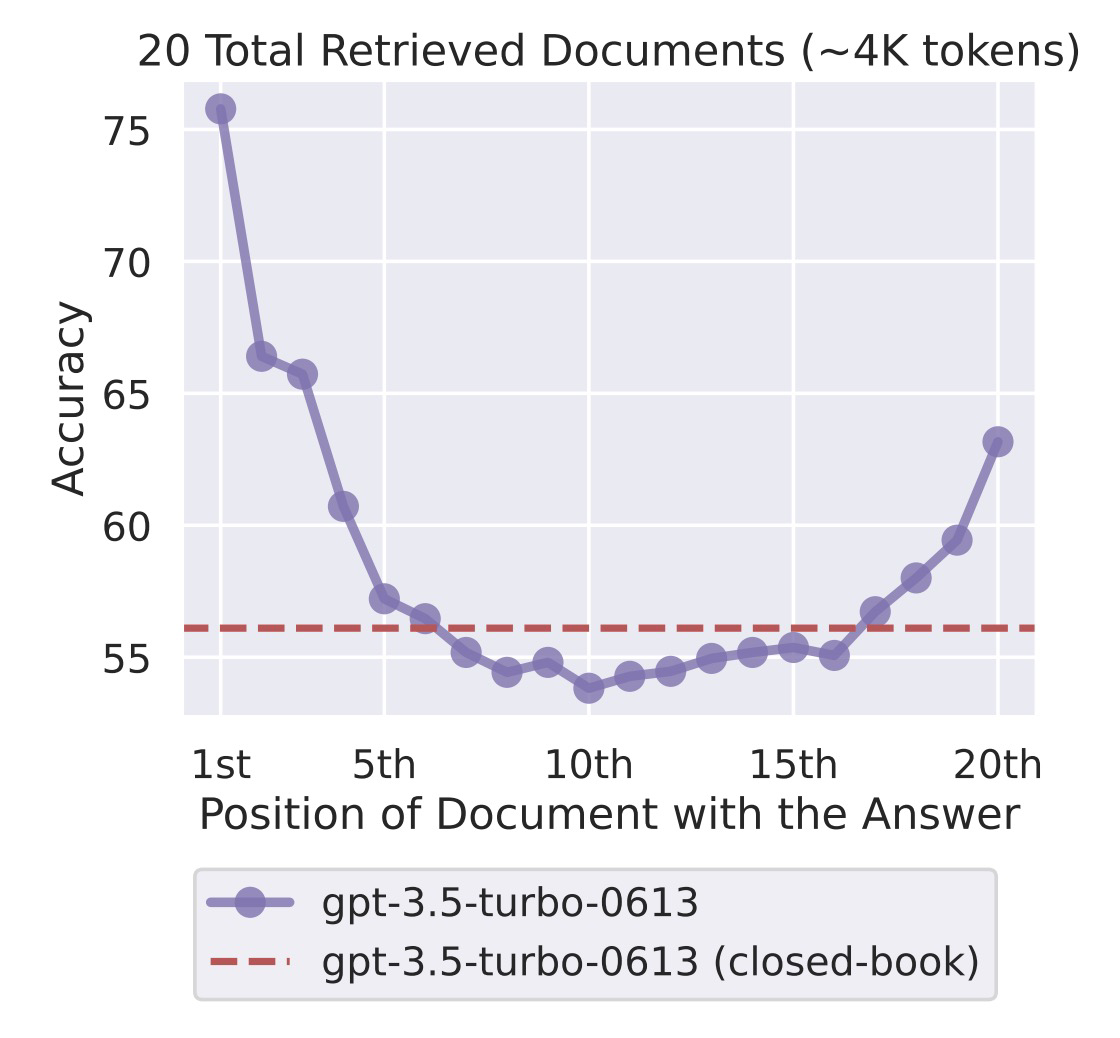 20 Total Retrieved Documents (~4K tokens)
75
70
65
60
55
Accuracy
1st 5th 10th 15th 20th
Position of Document with the Answer
gpt-3.5-turbo-0613
gpt-3.5-turbo-0613 (closed-book)